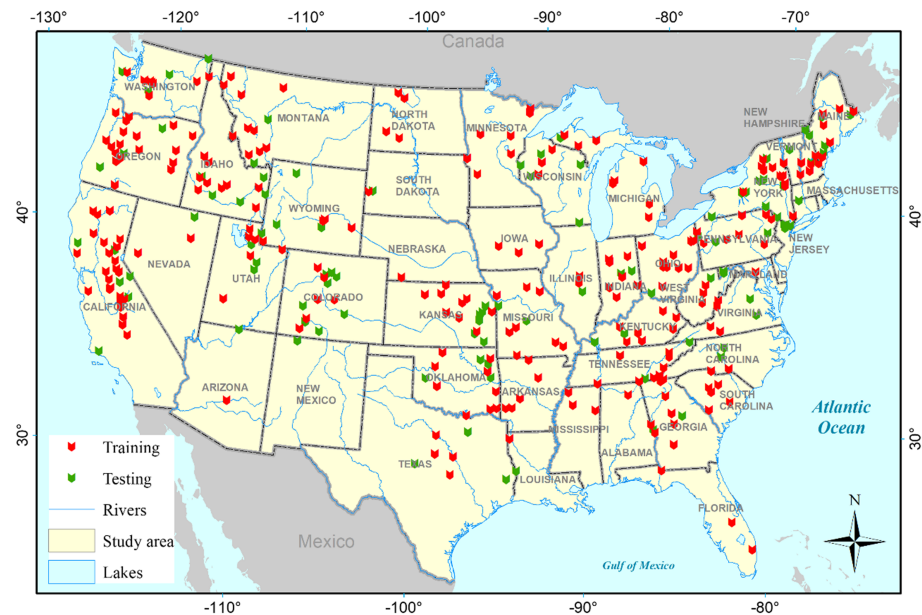 -130° -120° -110° -100° -90° -80° -70°
Canada
WASHINGTON
MONTANA
NORTH
DAKOTA
MINNESOTA
NEW
HAMPSHIRE
MAINE
VERMONT
OREGON
IDAHO
SOUTH
DAKOTA
WISCONSIN
MICHIGAN
NEW
YORK
MASSACHUSETTS
40°
40°
WYOMING
NEBRASKA
IOWA
PENNSYLVANIA
NEW
JERSEY
NEVADA
UTAH
COLORADO
ILLINOIS
INDIANA
OHIO
WEST
VIRGINIA
MARYLAND
CALIFORNIA
KANSAS
MISSOURI
KENTUCKY
VIRGINIA
ARIZONA
NEW
MEXICO
OKLAHOMA
ARKANSAS
TENNESSEE
NORTH
CAROLINA
SOUTH
CAROLINA
Atlantic
Ocean
30°
30°
MISSISSIPPI
ALABAMA
GEORGIA
TEXAS
LOUISIANA
FLORIDA
Training
Testing
Rivers
Study area
Lakes
Mexico
Gulf of Mexico
N
-110° -100° -90° -80°